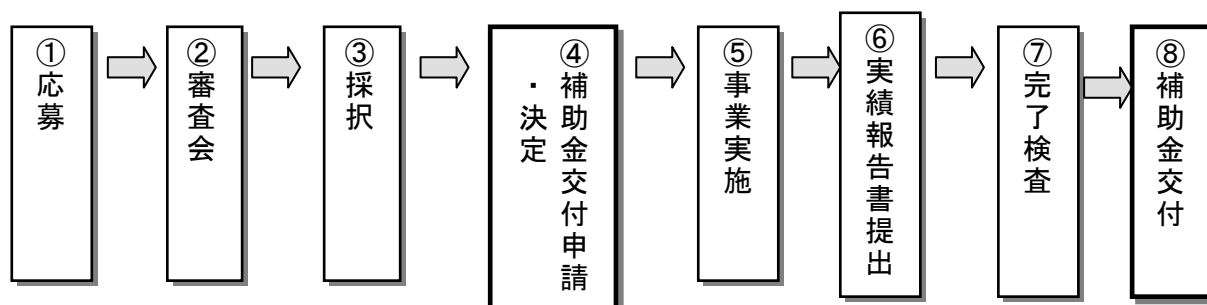 ①応募
②審査会
③採択
④補助金交付申請
・決定
⑤事業実施
⑥実績報告書提出
⑦完了検査
⑧補助金交付